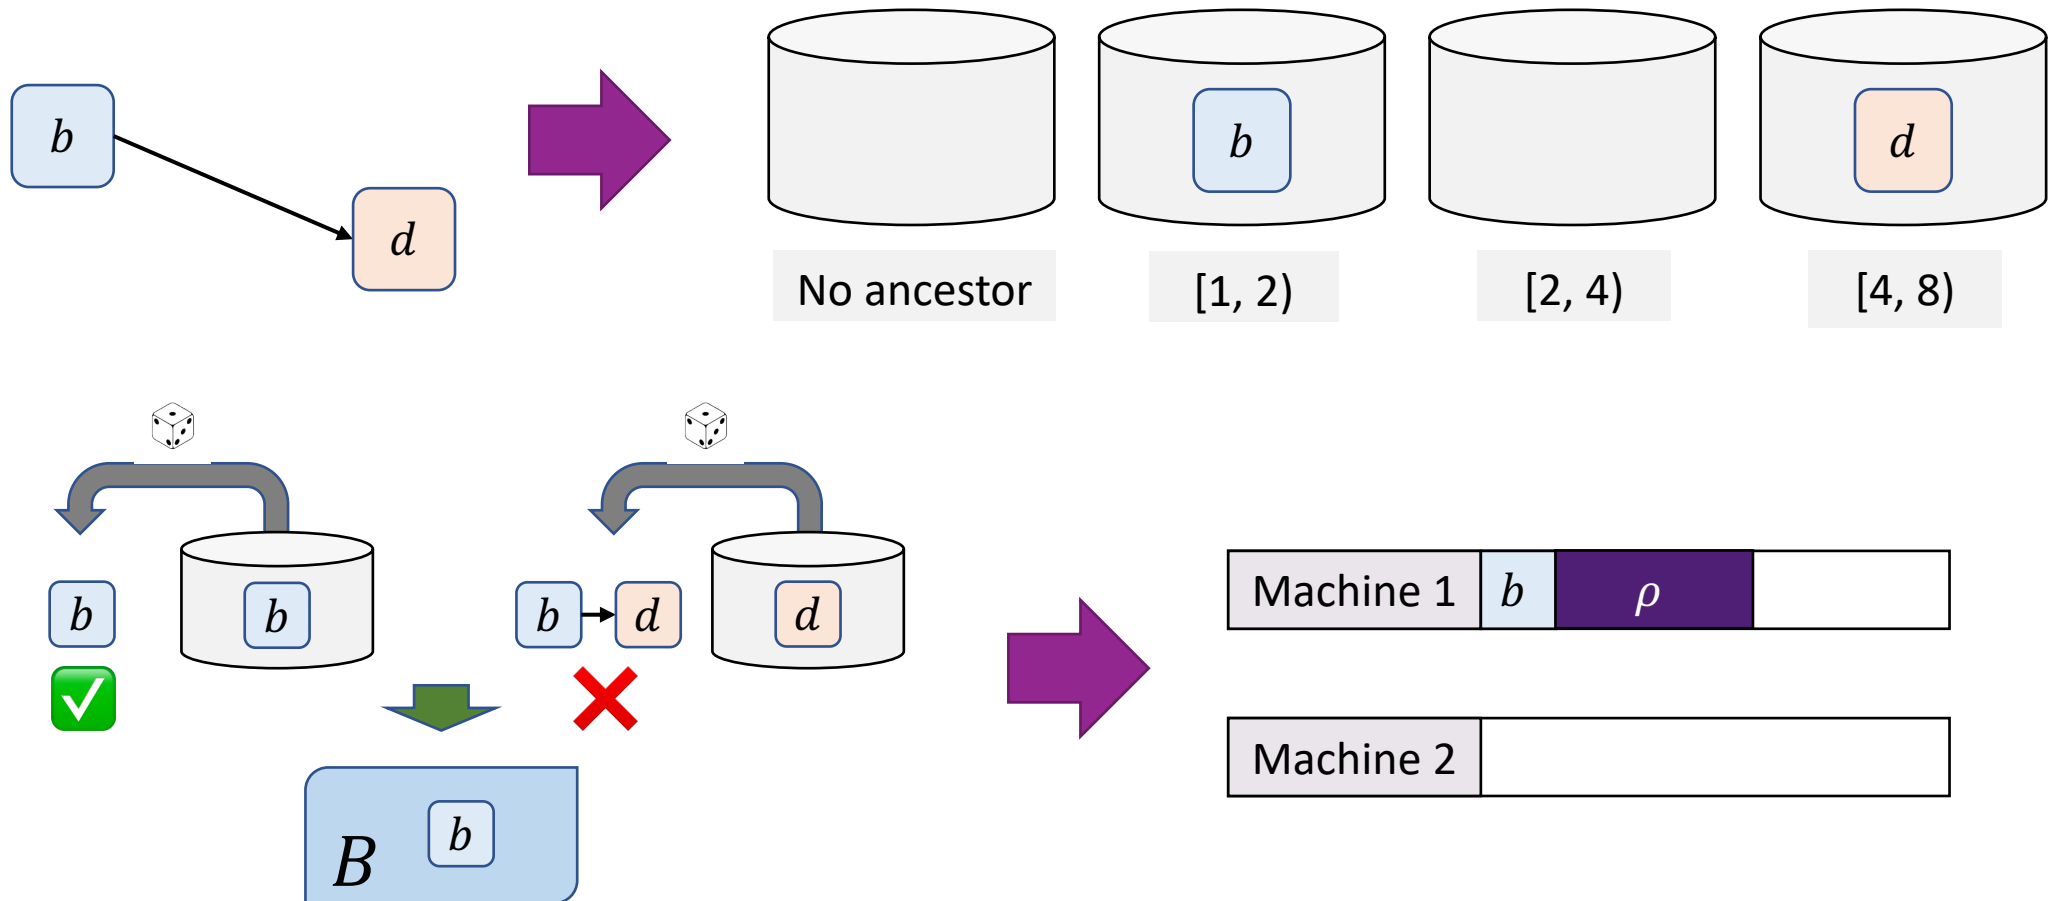 b
d
b
d
No ancestor
[1, 2)
[2, 4)
[4, 8)
b
b
b
d
d
B
b
Machine 1
b
ρ
Machine 2